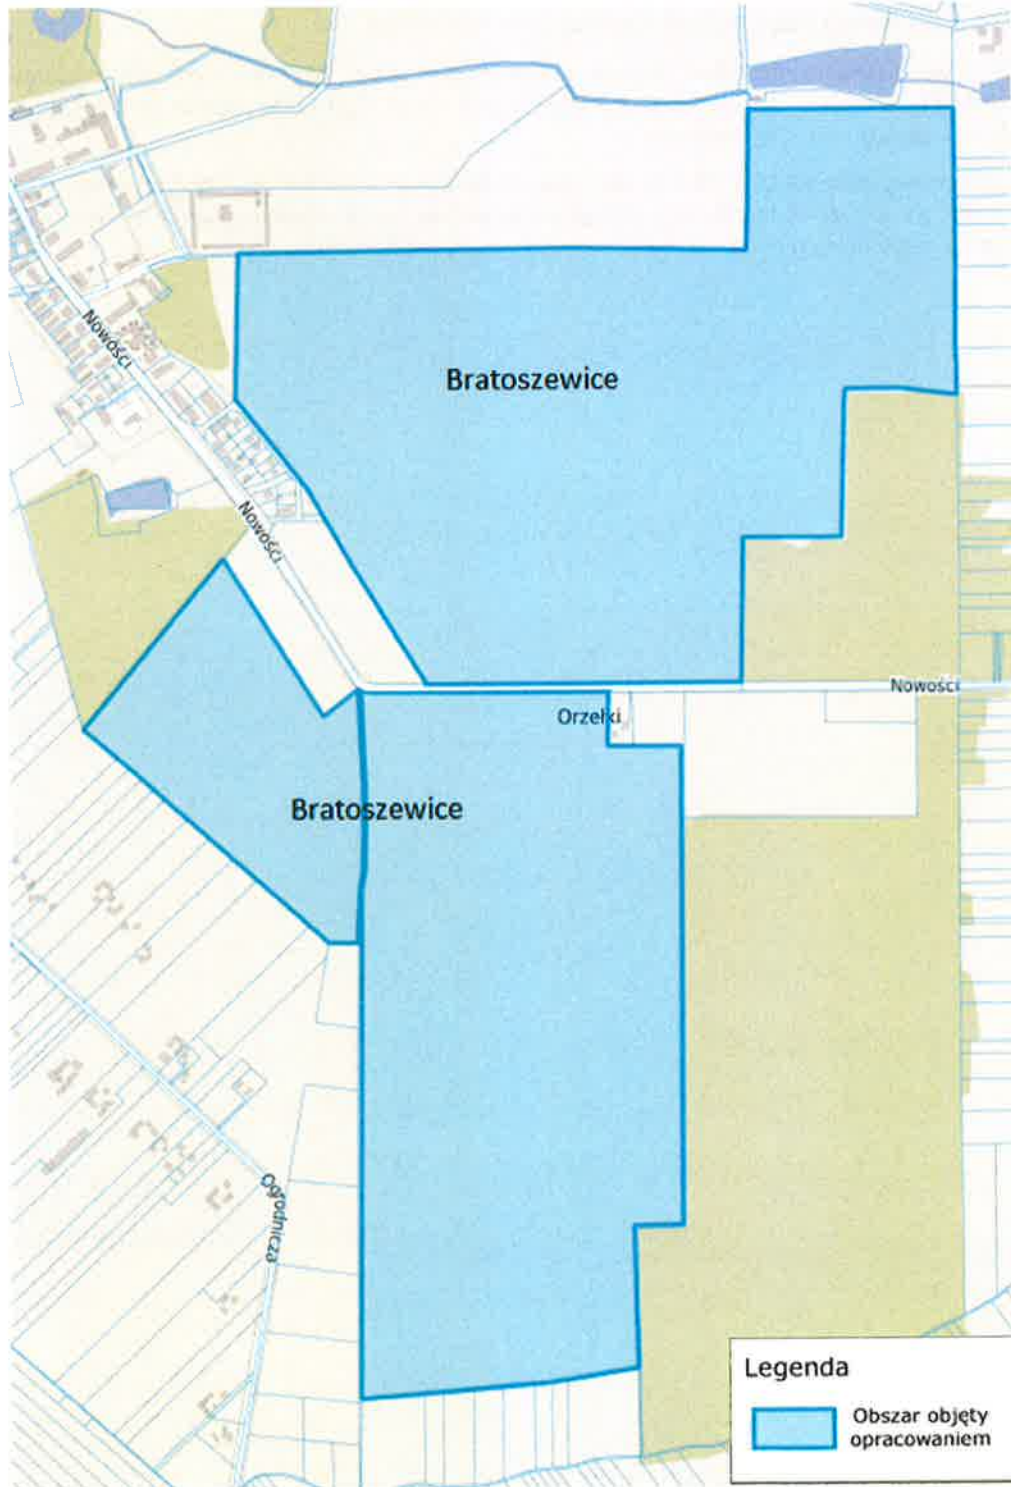 Nowości
Bratoszewice
Nowości
Nowości
Orzełki
Bratoszewice
Ogrodnicza
Legenda
Obszar objęty
opracowaniem